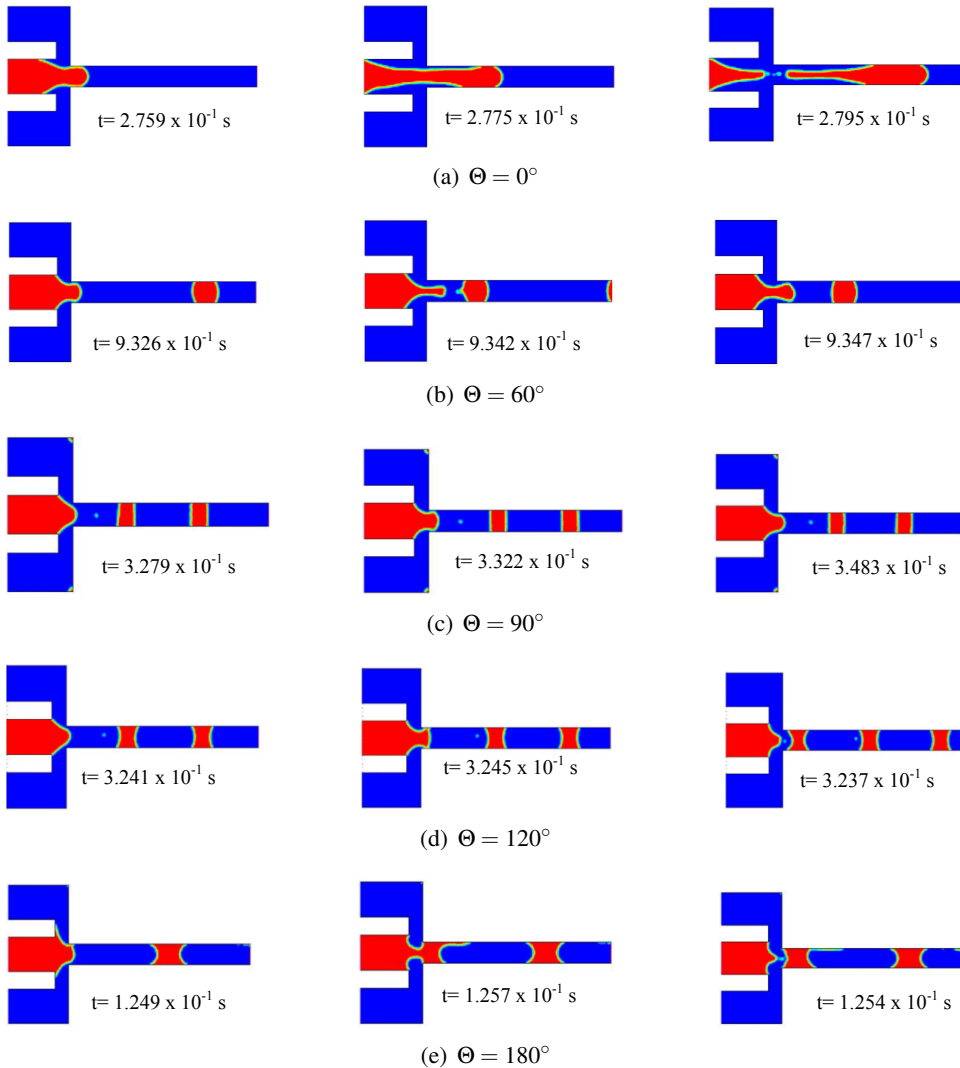 t= 2.759 x 10⁻¹ s
t= 2.775 x 10⁻¹ s
t= 2.795 x 10⁻¹ s
(a) Θ = 0°
t= 9.326 x 10⁻¹ s
t= 9.342 x 10⁻¹ s
t= 9.347 x 10⁻¹ s
(b) Θ = 60°
t= 3.279 x 10⁻¹ s
t= 3.322 x 10⁻¹ s
t= 3.483 x 10⁻¹ s
(c) Θ = 90°
t= 3.241 x 10⁻¹ s
t= 3.245 x 10⁻¹ s
t= 3.237 x 10⁻¹ s
(d) Θ = 120°
t= 1.249 x 10⁻¹ s
t= 1.257 x 10⁻¹ s
t= 1.254 x 10⁻¹ s
(e) Θ = 180°